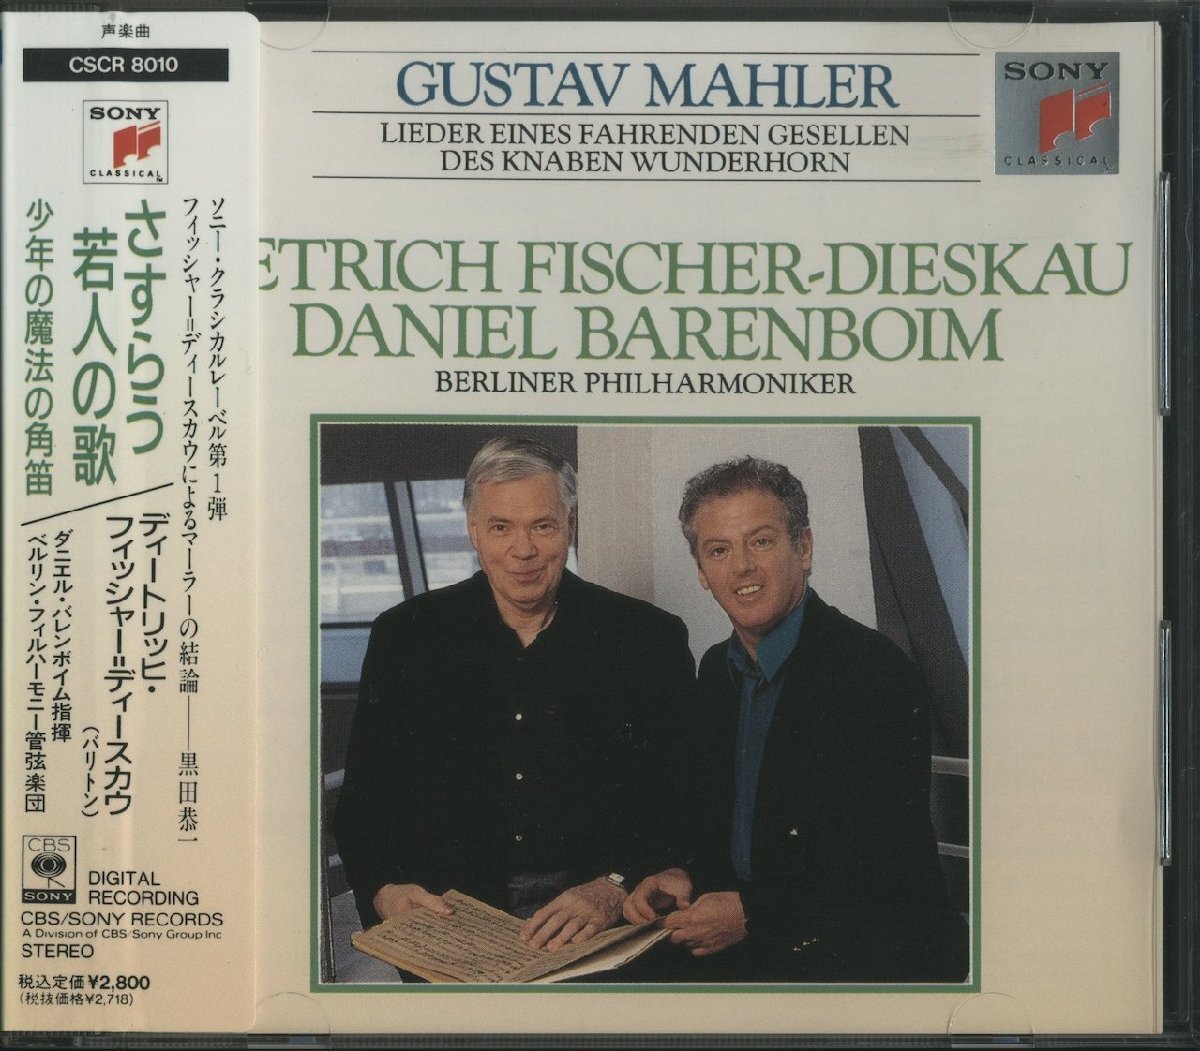 声楽曲
CSCR 8010
SONY
CLASSICAL™
ソニー・クラシカルレーベル第1弾
フィッシャー=ディースカウによるマーラーの結論――黒田恭一
さすらう
若人の歌
少年の魔法の角笛
ディートリッヒ・
フィッシャー=ディースカウ
(バリトン)
ダニエル・バレンボイム指揮
ベルリン・フィルハーモニー管弦楽団
CBS
SONY
DIGITAL
RECORDING
CBS/SONY RECORDS
A Division of CBS/Sony Group Inc
STEREO
税込定価¥2,800
(税抜価格¥2,718)
GUSTAV MAHLER
LIEDER EINES FAHRENDEN GESELLEN
DES KNABEN WUNDERHORN
SONY
CLASSICAL
ETRICH FISCHER-DIESKAU
DANIEL BARENBOIM
BERLINER PHILHARMONIKER